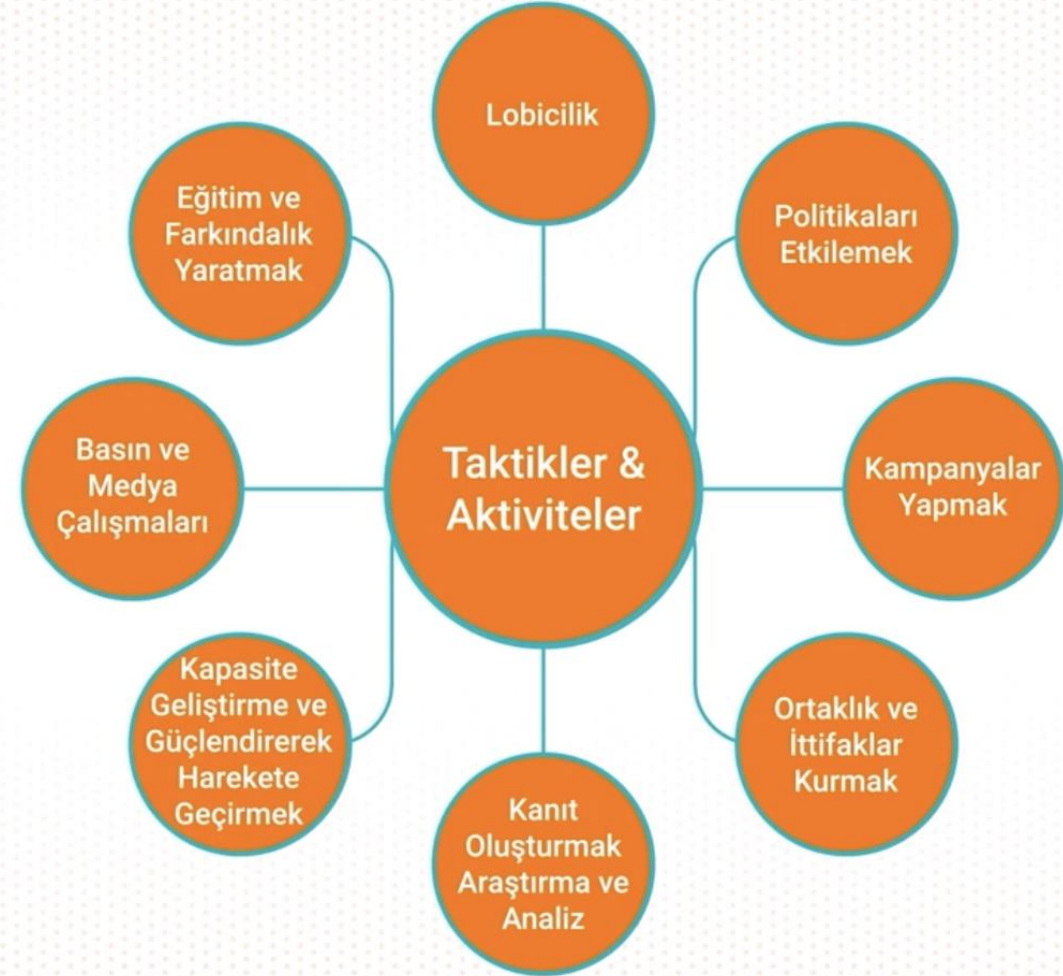 Lobicilik
Eğitim ve
Farkındalık
Yaratmak
Politikaları
Etkilemek
Basın ve
Medya
Çalışmaları
Taktikler &
Aktiviteler
Kampanyalar
Yapmak
Kapasite
Geliştirme ve
Güçlendirerek
Harekete
Geçirmek
Ortaklık ve
İttifaklar
Kurmak
Kanıt
Oluşturmak
Araştırma ve
Analiz